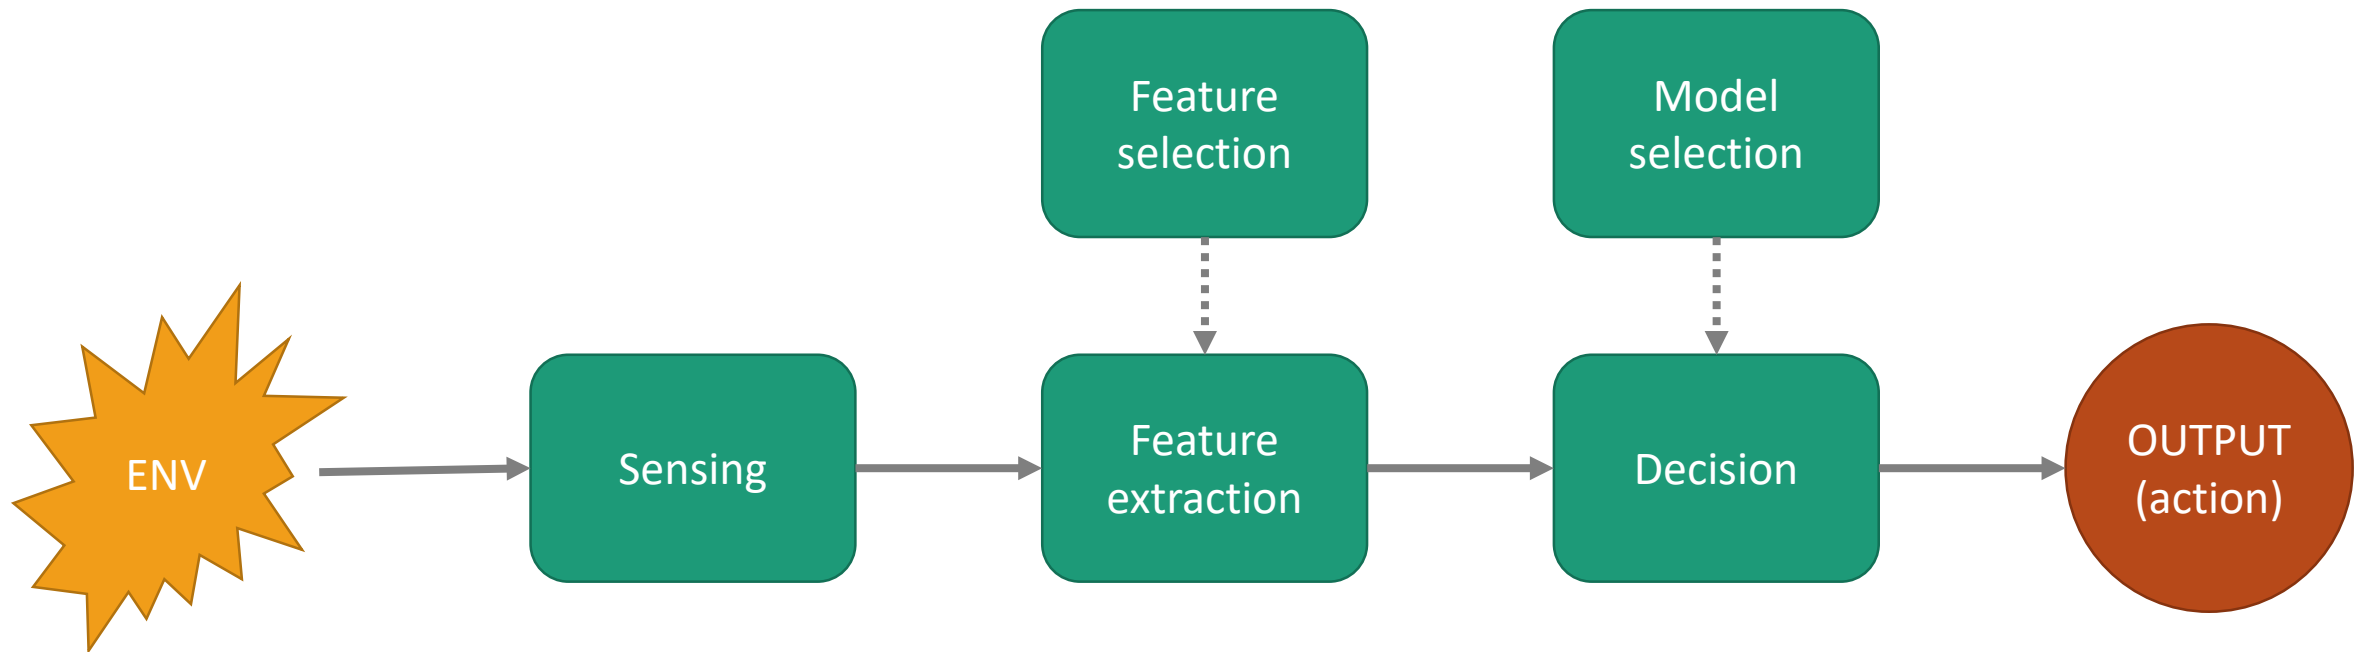 Feature
selection
Model
selection
ENV
Sensing
Feature
extraction
Decision
OUTPUT
(action)